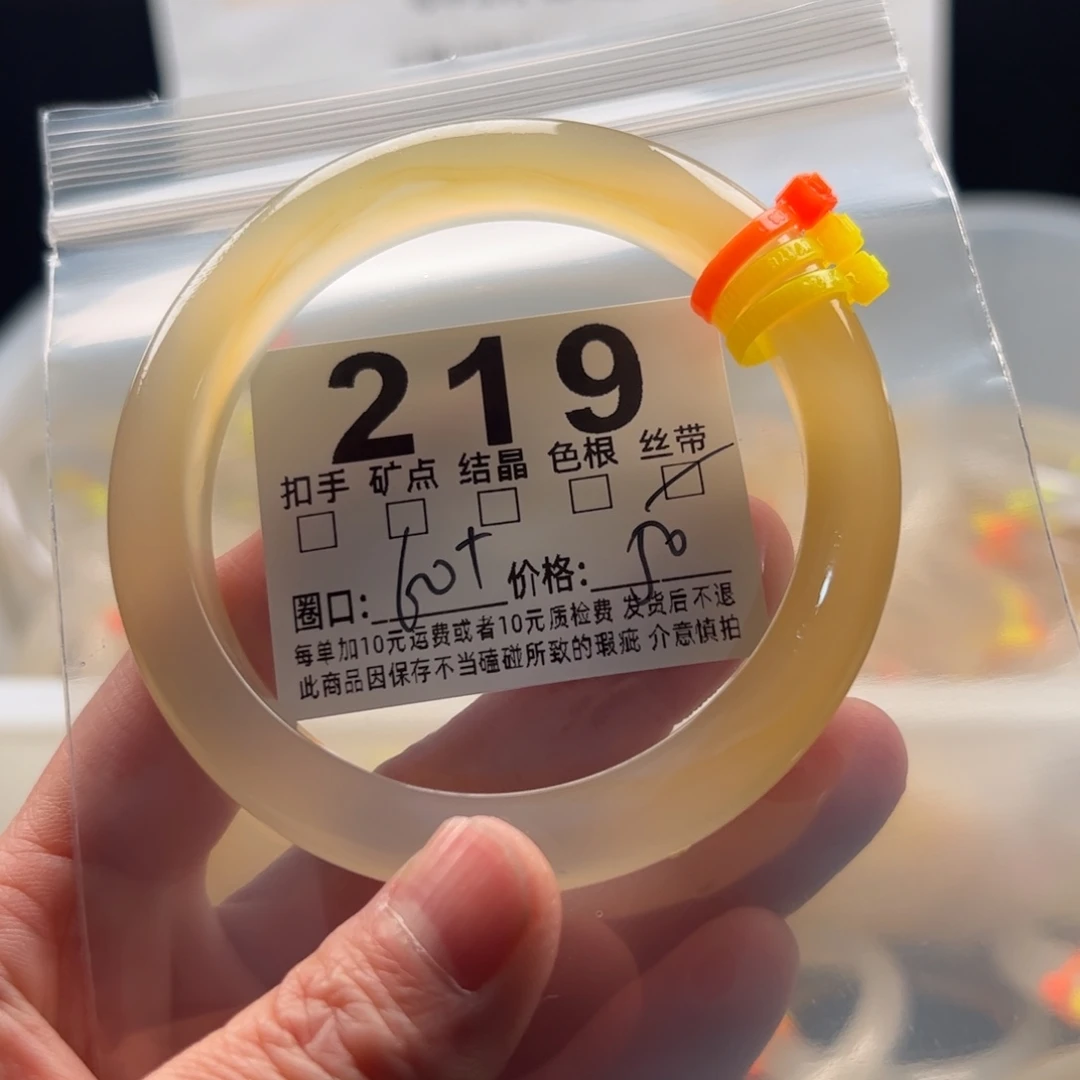 219
扣手 矿点 结晶 色根 丝带
圈口: 60+ 价格: 50
每单加10元运费或者10元质检费 发货后不退
此商品因保存不当磕碰所致的瑕疵 介意慎拍